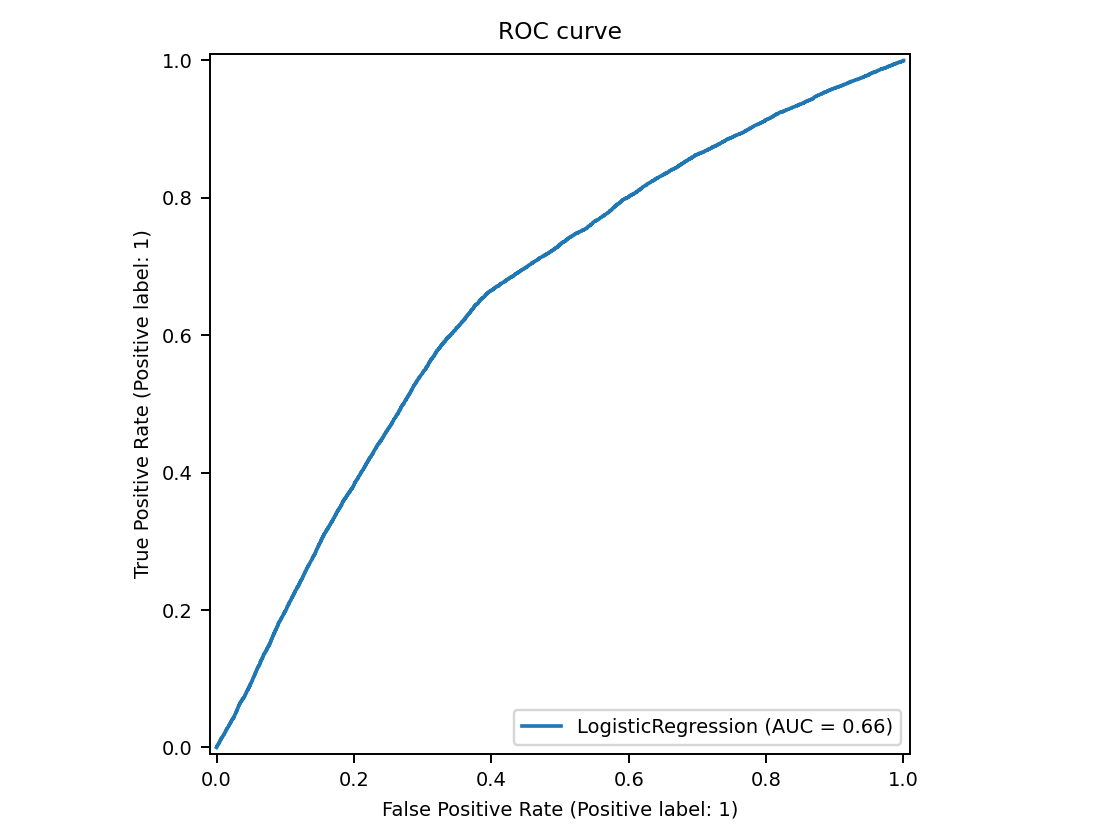 ROC curve
True Positive Rate (Positive label: 1)
1.0
0.8
0.6
0.4
0.2
0.0
LogisticRegression (AUC = 0.66)
0.0 0.2 0.4 0.6 0.8 1.0
False Positive Rate (Positive label: 1)